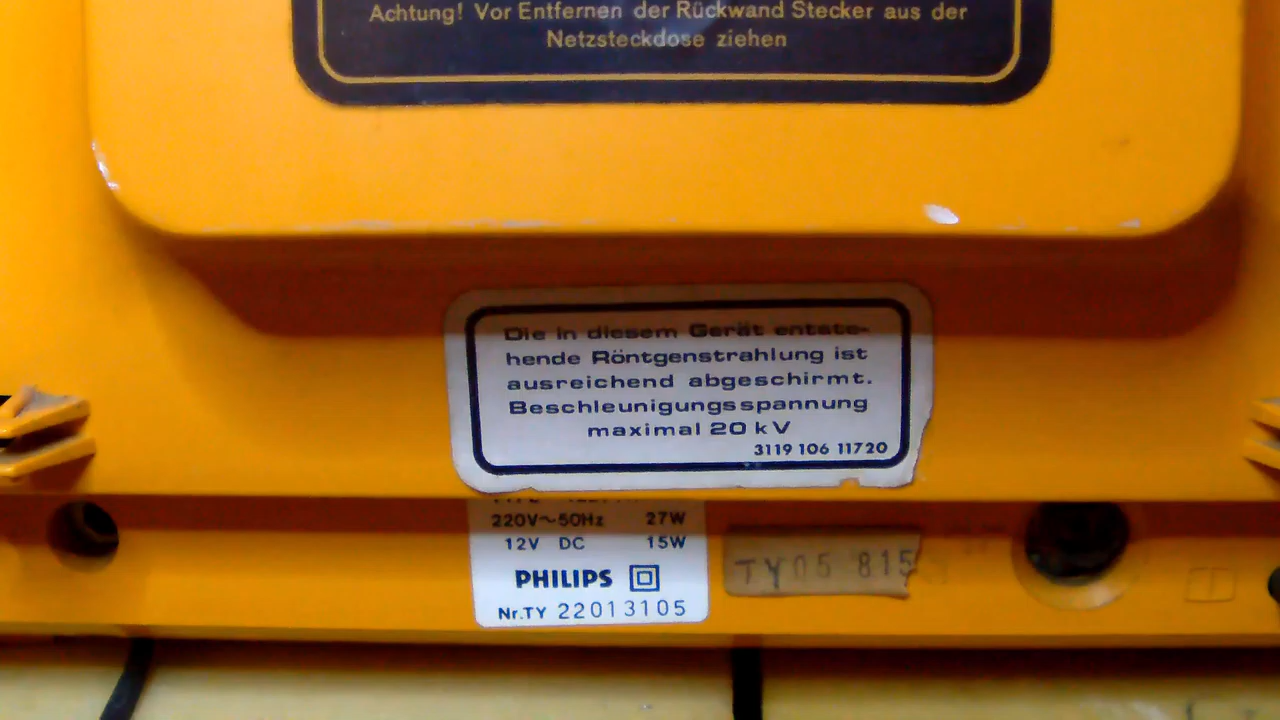 Achtung! Vor Entfernen der Rückwand Stecker aus der
Netzsteckdose ziehen
Die in diesem Gerät entste-
hende Röntgenstrahlung ist
ausreichend abgeschirmt.
Beschleunigungsspannung
maximal 20 kV
3119 106 11720
220V~50Hz 27W
12V DC 15W
PHILIPS
Nr.TY 22013105
TY05 815